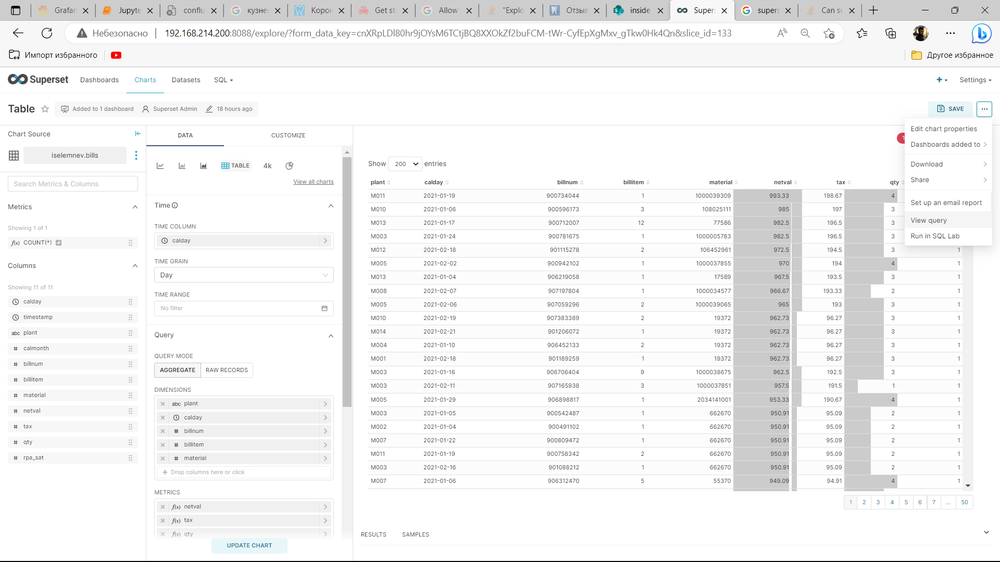 Grafan
Jupyte
conflu
кузне
Корон
Get sta
Allow
"Explo
Отзыв
inside
Supers
supers
Can su
Небезопасно
192.168.214.200:8088/explore/?form_data_key=cnXRpLDl80hr9jOYsM6TCtjBQ8XXOkZf2buFCM-tWr-CyfEpXgMxv_gTkw0Hk4Qn&slice_id=133
Импорт избранного
Другое избранное
Superset
Dashboards
Charts
Datasets
SQL
Settings
Table
Added to 1 dashboard
Superset Admin
18 hours ago
SAVE
Edit chart properties
Dashboards added to
Download
Share
Set up an email report
View query
Run in SQL Lab
Chart Source
iselemnev.bills
Search Metrics & Columns
Metrics
Showing 1 of 1
f(x) COUNT(*)
Columns
Showing 11 of 11
calday
timestamp
abc plant
# calmonth
# billnum
# billitem
# material
# netval
# tax
# qty
# rpa_sat
DATA
CUSTOMIZE
TABLE
4k
View all charts
Time
TIME COLUMN
calday
TIME GRAIN
Day
TIME RANGE
No filter
Query
QUERY MODE
AGGREGATE
RAW RECORDS
DIMENSIONS
abc plant
calday
# billnum
# billitem
# material
+ Drop columns here or click
METRICS
f(x) netval
f(x) tax
f(x) qty
UPDATE CHART
1
Show 200 entries
plant calday billnum billitem material netval tax qty
M011 2021-01-19 900734044 1 1000039309 993.33 198.67 4
M010 2021-01-06 900596173 3 108025111 985 197 3
M013 2021-01-17 900712007 12 77586 982.5 196.5 3
M003 2021-01-24 900781675 1 1000005783 982.5 196.5 3
M012 2021-02-18 901115278 2 106452961 972.5 194.5 3 1
M005 2021-02-02 900942102 1 1000037855 970 194 4 1
M013 2021-01-04 906219058 1 17589 967.5 193.5 3 1
M008 2021-02-07 907197804 1 1000034577 966.67 193.33 2 1
M005 2021-02-06 907059296 2 1000039065 965 193 3 1
M010 2021-02-19 907383389 2 19372 962.73 96.27 3 1
M014 2021-02-21 901206072 1 19372 962.73 96.27 3 1
M004 2021-01-10 906452133 2 19372 962.73 96.27 3 1
M001 2021-02-18 901189259 1 19372 962.73 96.27 3 1
M003 2021-01-16 906706404 9 1000038675 962.5 192.5 3 1
M003 2021-02-11 907165938 3 1000037851 957.5 191.5 1 1
M005 2021-01-29 906898817 1 2034141001 953.33 190.67 4 1
M003 2021-01-05 900542487 1 662670 950.91 95.09 2 1
M002 2021-01-04 900491102 1 662670 950.91 95.09 2 1
M007 2021-01-22 900809472 1 662670 950.91 95.09 2 1
M011 2021-01-19 900758342 2 662670 950.91 95.09 2 1
M003 2021-02-16 901088212 1 662670 950.91 95.09 2 1
M007 2021-01-06 906312470 5 55370 949.09 94.91 4 1
1 2 3 4 5 6 7 ... 50
RESULTS
SAMPLES